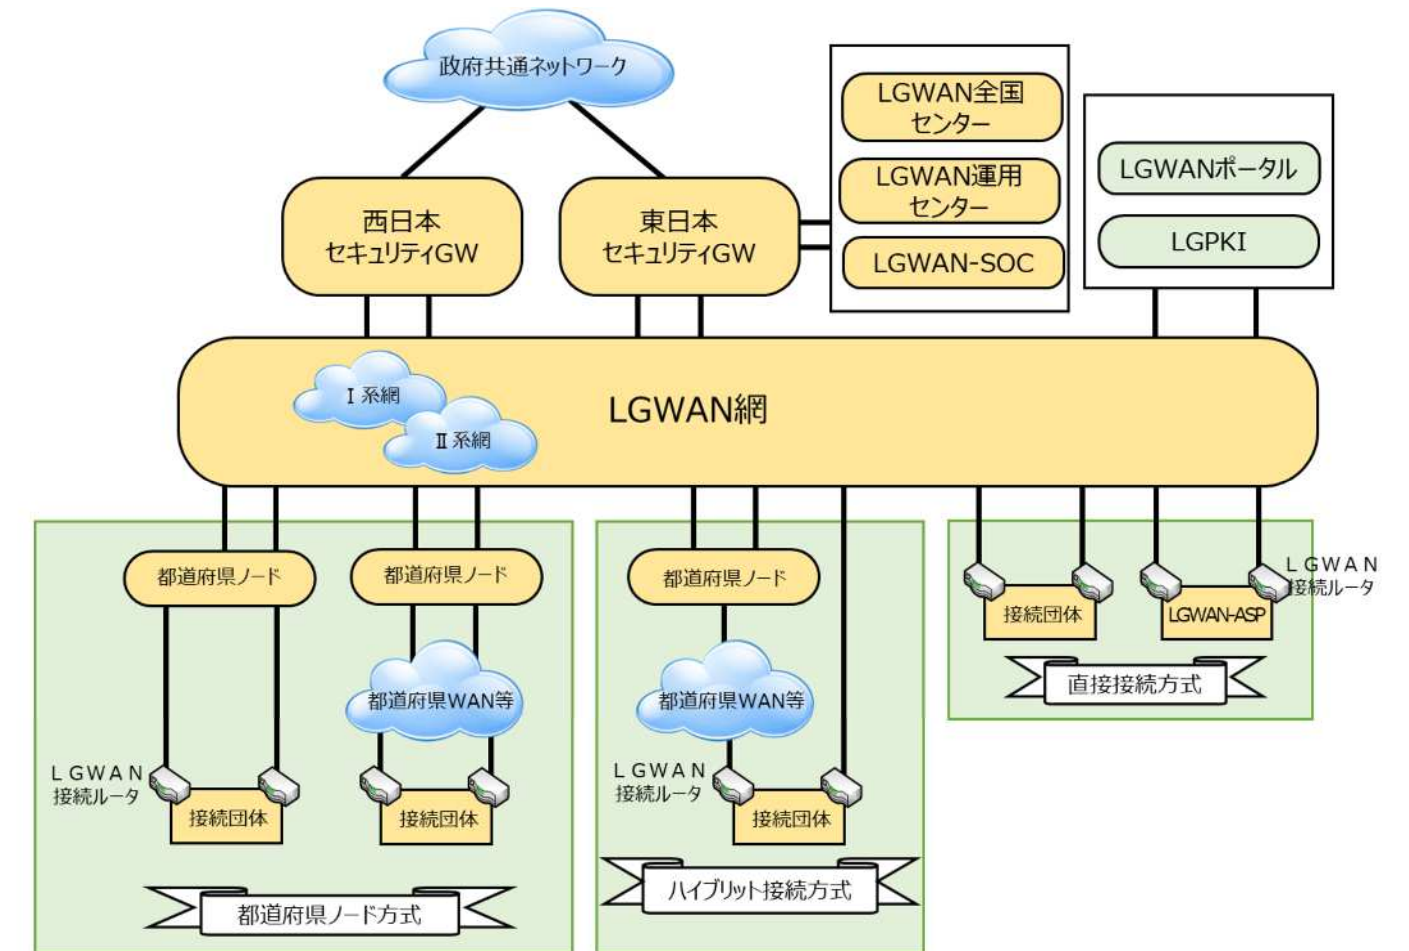 政府共通ネットワーク
LGWAN全国
センター
LGWAN運用
センター
LGWAN-SOC
LGWANポータル
LGPKI
西日本
セキュリティGW
東日本
セキュリティGW
Ⅰ系網
Ⅱ系網
LGWAN網
都道府県ノード
都道府県WAN等
LGWAN
接続ルータ
接続団体
都道府県ノード
接続団体
都道府県ノード方式
都道府県ノード
都道府県WAN等
LGWAN
接続ルータ
接続団体
ハイブリット接続方式
接続団体
LGWAN-ASP
LGWAN
接続ルータ
直接接続方式